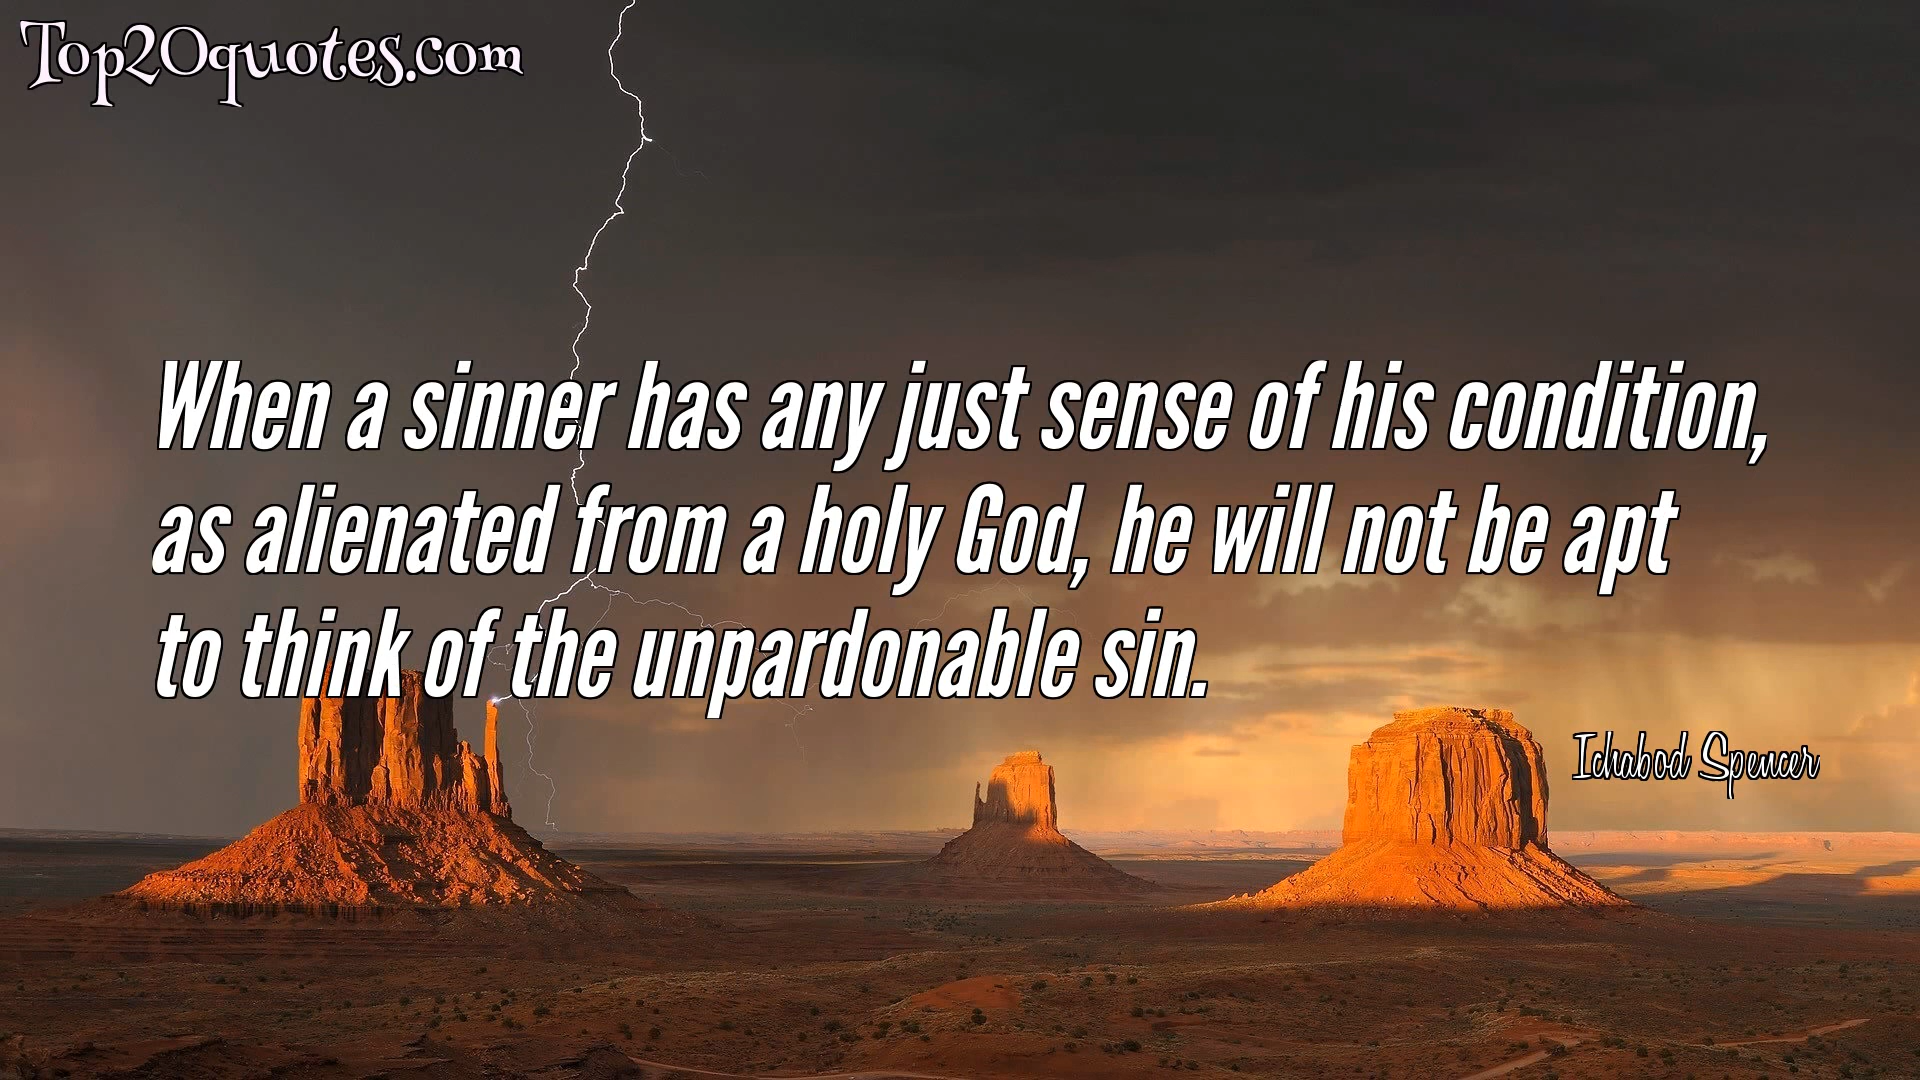 Top20quotes.com
When a sinner has any just sense of his condition,
as alienated from a holy God, he will not be apt
to think of the unpardonable sin.
Ichabod Spencer